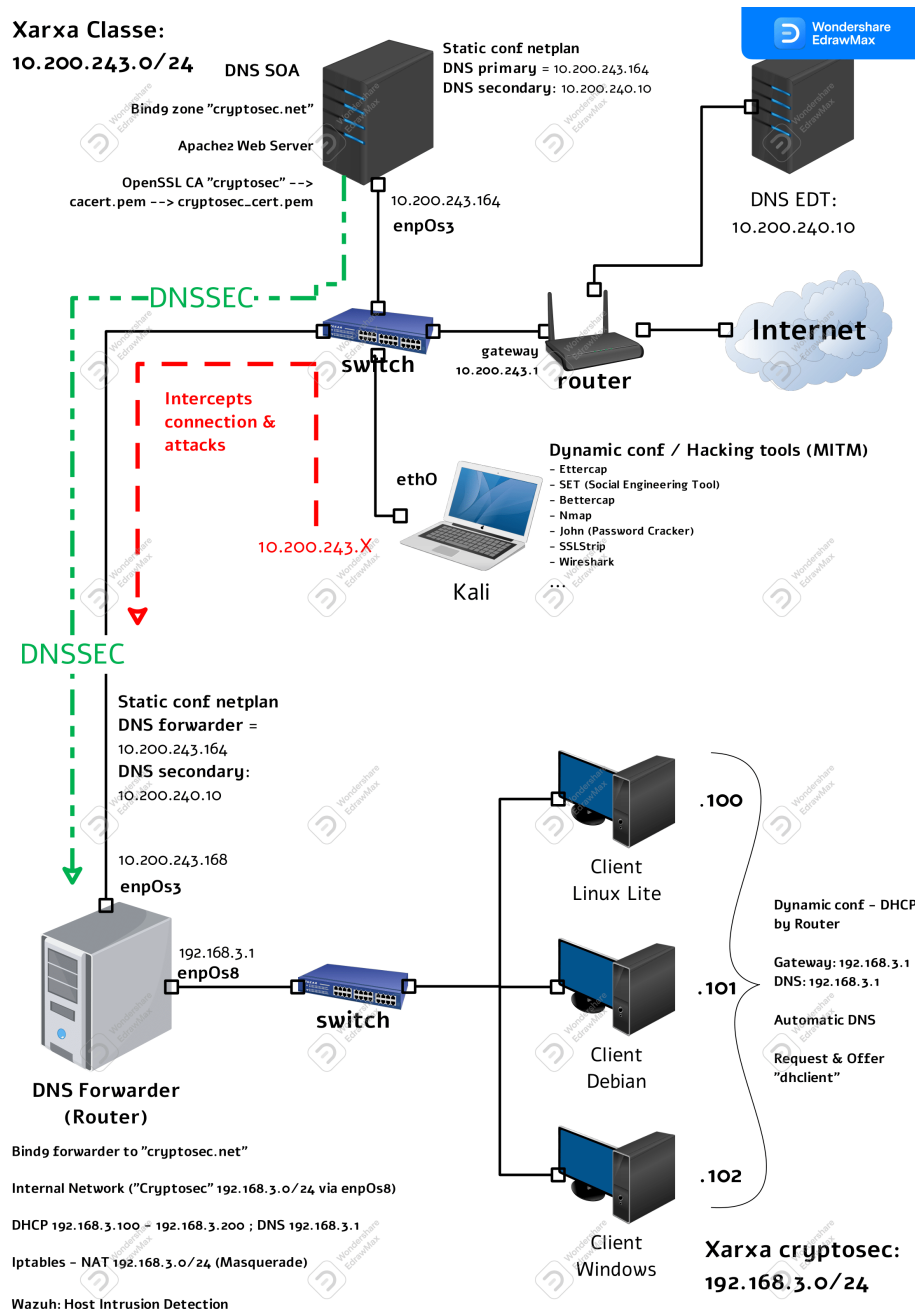 Xarxa Classe:
10.200.243.0/24
DNS SOA
Bind9 zone "cryptosec.net"
Apache2 Web Server
OpenSSL CA "cryptosec" -->
cacert.pem --> cryptosec_cert.pem
Static conf netplan
DNS primary = 10.200.243.164
DNS secondary: 10.200.240.10
Wondershare
EdrawMax
DNS EDT:
10.200.240.10
10.200.243.164
enp0s3
DNSSEC
switch
gateway
10.200.243.1
router
Internet
Intercepts
connection &
attacks
10.200.243.X
eth0
Kali
Dynamic conf / Hacking tools (MITM)
- Ettercap
- SET (Social Engineering Tool)
- Bettercap
- Nmap
- John (Password Cracker)
- SSLStrip
- Wireshark
...
DNSSEC
Static conf netplan
DNS forwarder =
10.200.243.164
DNS secondary:
10.200.240.10
10.200.243.168
enp0s3
192.168.3.1
enp0s8
switch
DNS Forwarder
(Router)
Bind9 forwarder to "cryptosec.net"
Internal Network ("Cryptosec" 192.168.3.0/24 via enp0s8)
DHCP 192.168.3.100 - 192.168.3.200 ; DNS 192.168.3.1
Iptables - NAT 192.168.3.0/24 (Masquerade)
Wazuh: Host Intrusion Detection
.100
Client
Linux Lite
.101
Client
Debian
.102
Client
Windows
Dynamic conf - DHCP
by Router
Gateway: 192.168.3.1
DNS: 192.168.3.1
Automatic DNS
Request & Offer
"dhclient"
Xarxa cryptosec:
192.168.3.0/24